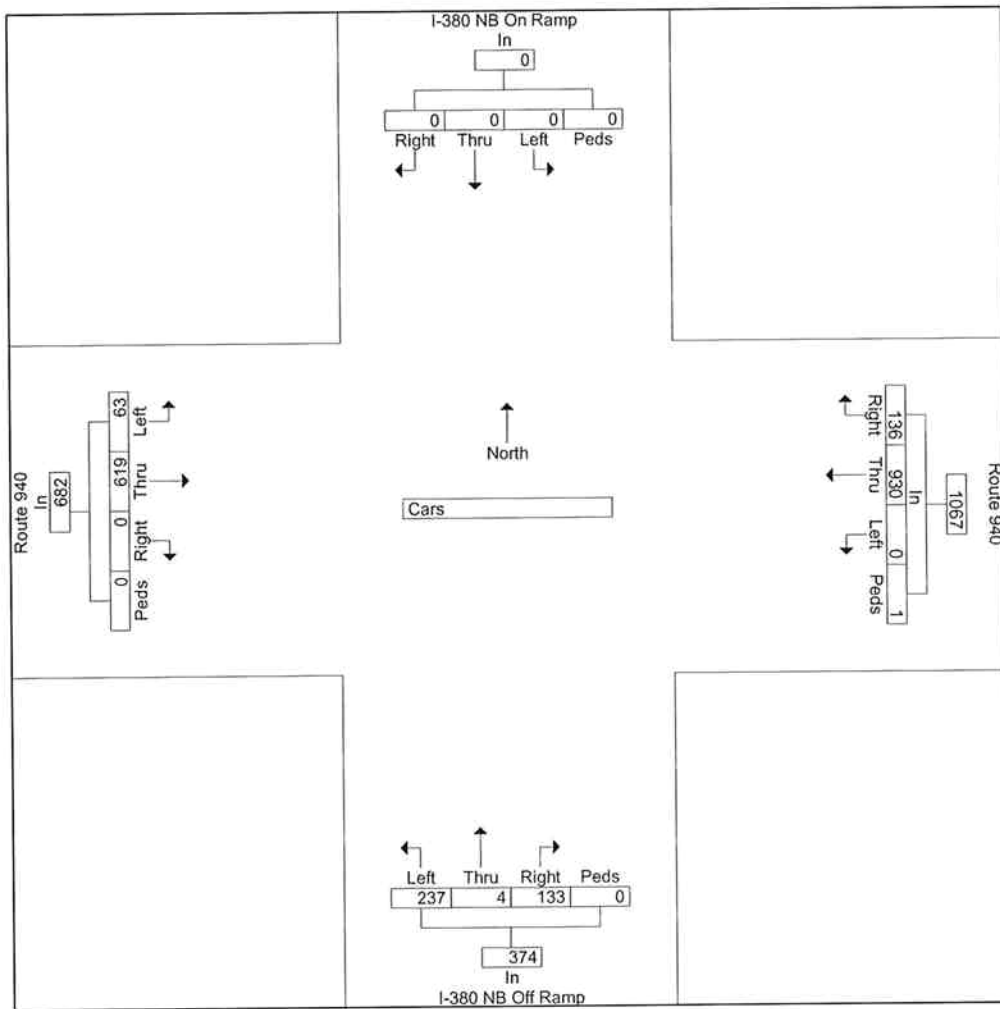 I-380 NB On Ramp
In
0
0 0 0 0
Right Thru Left Peds
Route 940
In
682
63 619 0 0
Left Thru Right Peds
North
Cars
Right Thru Left Peds
136 930 0 1
In
1067
Route 940
Left Thru Right Peds
237 4 133 0
374
In
I-380 NB Off Ramp